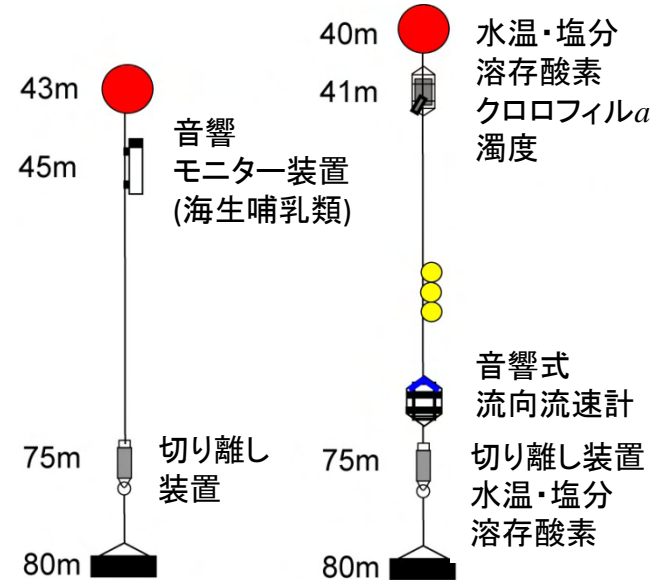 43m
45m
音響
モニター装置
(海生哺乳類)
75m
切り離し
装置
80m
40m
41m
水温・塩分
溶存酸素
クロロフィルa
濁度
音響式
流向流速計
75m
切り離し装置
水温・塩分
溶存酸素
80m